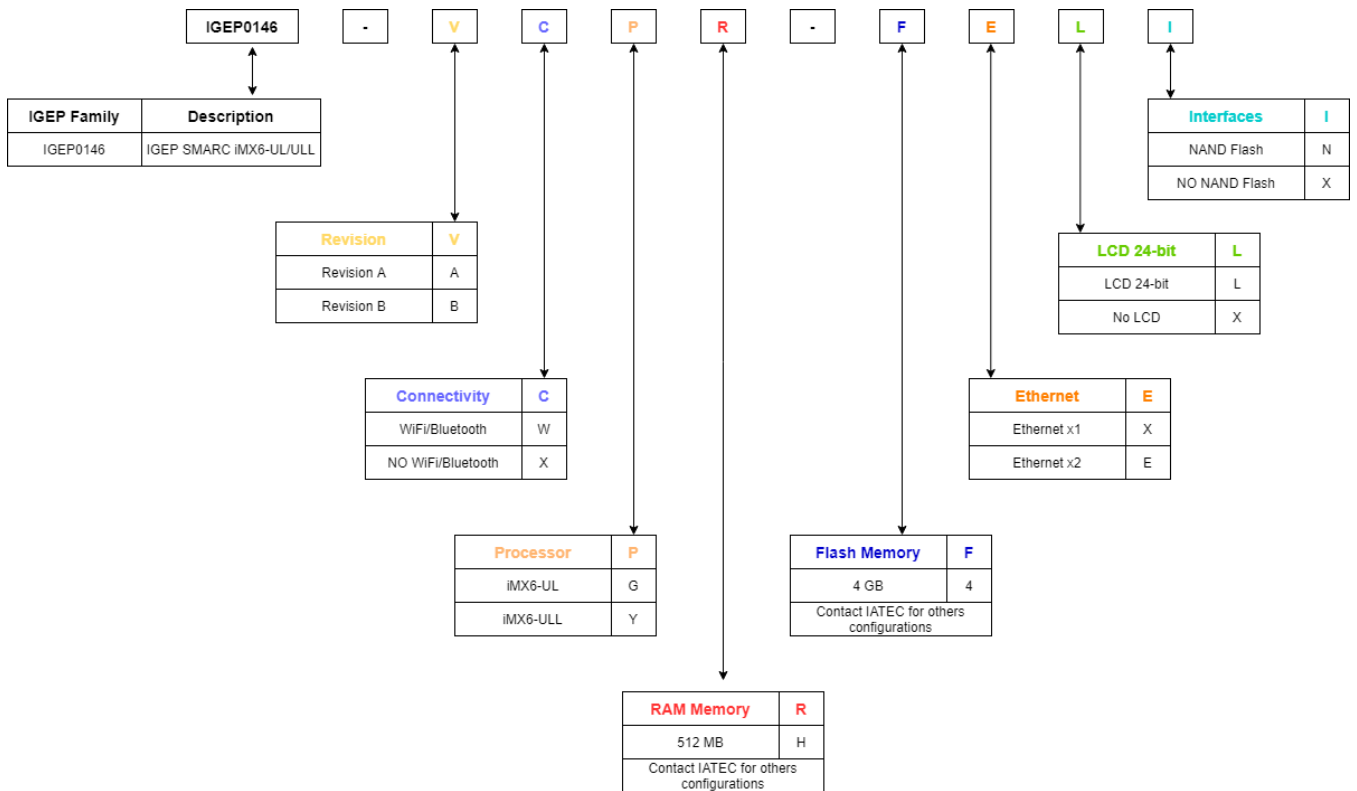 IGEP0146 - V C P R - F E L I
IGEP Family Description
IGEP0146 IGEP SMARC iMX6-UL/ULL
Interfaces I
NAND Flash N
NO NAND Flash X
Revision V
Revision A A
Revision B B
LCD 24-bit L
LCD 24-bit L
No LCD X
Connectivity C
WiFi/Bluetooth W
NO WiFi/Bluetooth X
Ethernet E
Ethernet x1 X
Ethernet x2 E
Processor P
iMX6-UL G
iMX6-ULL Y
Flash Memory F
4 GB 4
Contact IATEC for others
configurations
RAM Memory R
512 MB H
Contact IATEC for others
configurations